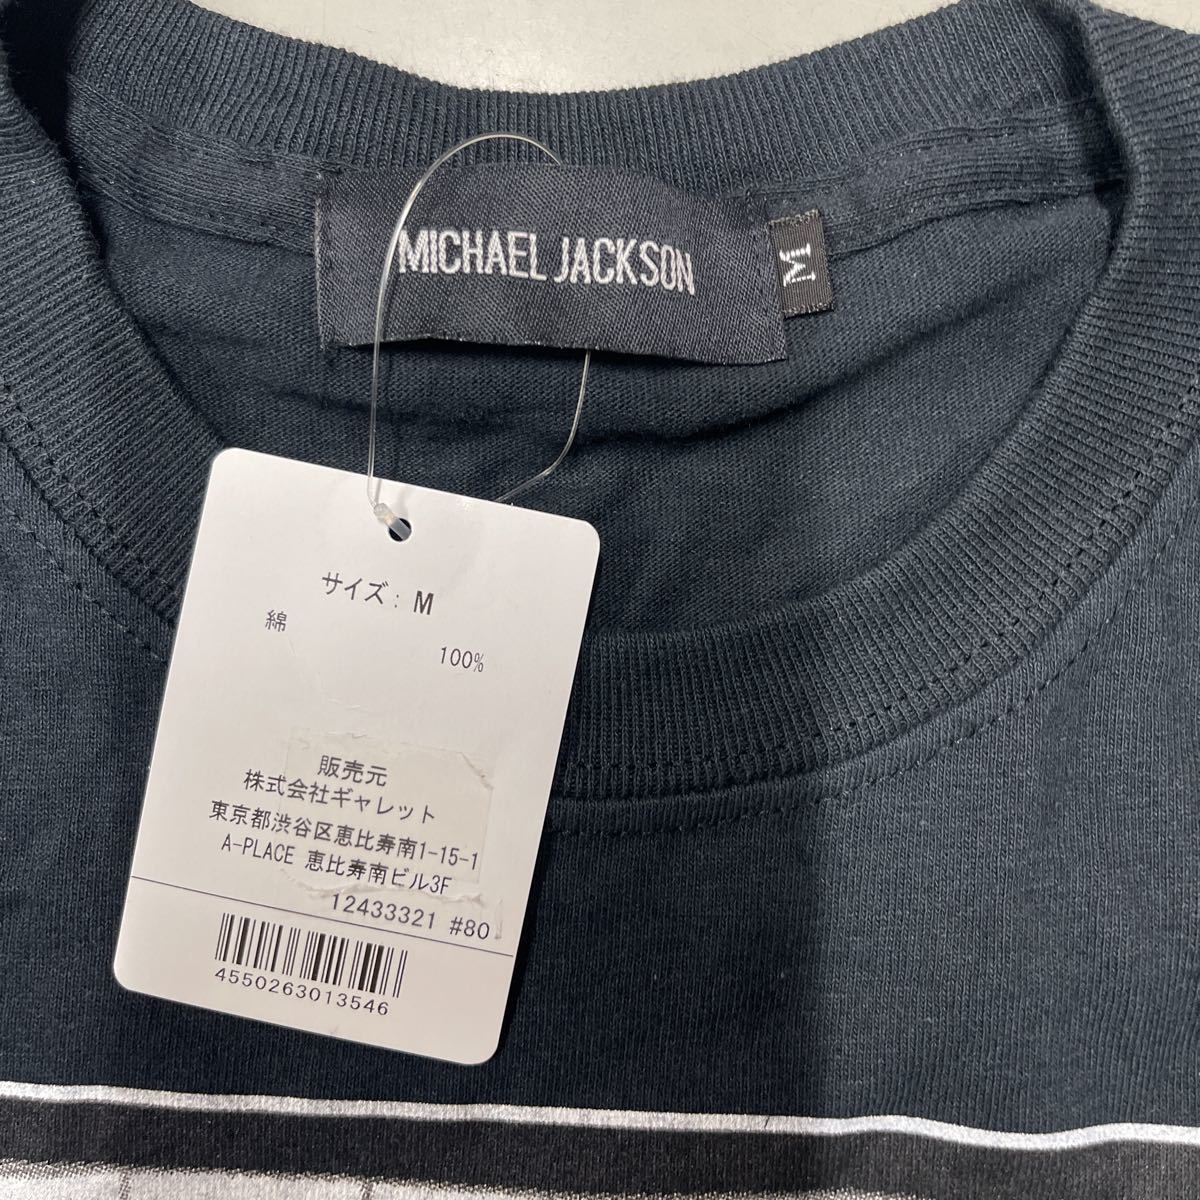 MICHAEL JACKSON
M
サイズ: M
綿
100%
販売元
株式会社ギャレット
東京都渋谷区恵比寿南1-15-1
A-PLACE 恵比寿南ビル3F
12433321 #80
4550263013546